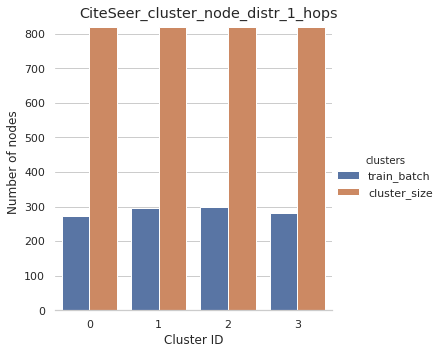 CiteSeer_cluster_node_distr_1_hops
800
700
600
500
400
300
200
100
0
Number of nodes
0 1 2 3
Cluster ID
clusters
train_batch
cluster_size